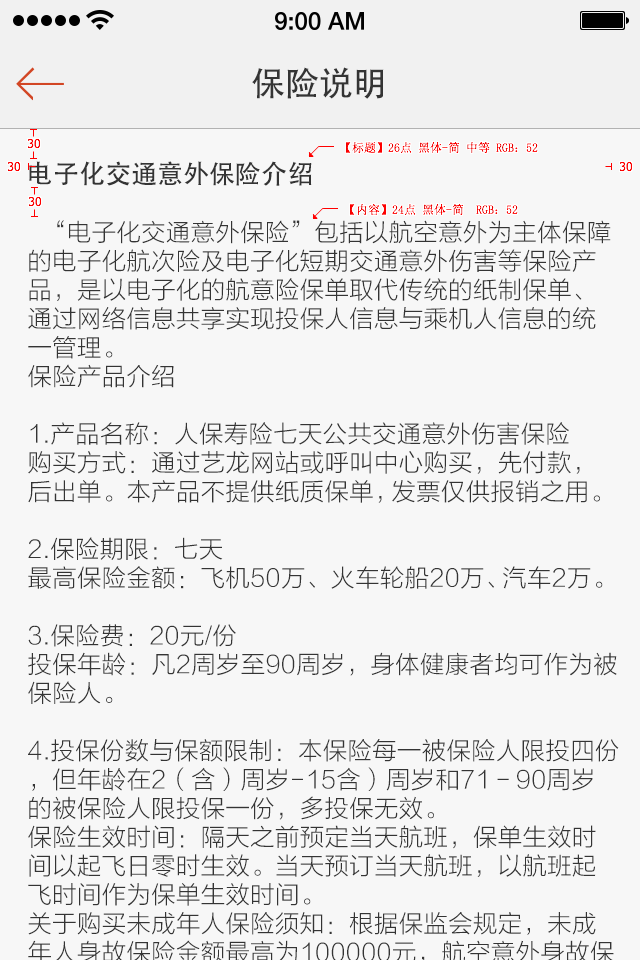 9:00 AM
保险说明
30
【标题】26点 黑体-简 中等 RGB：52
30
30
电子化交通意外保险介绍
30
【内容】24点 黑体-简 RGB：52
“电子化交通意外保险”包括以航空意外为主体保障
的电子化航次险及电子化短期交通意外伤害等保险产
品，是以电子化的航意险保单取代传统的纸制保单、
通过网络信息共享实现投保人信息与乘机人信息的统
一管理。
保险产品介绍
1.产品名称：人保寿险七天公共交通意外伤害保险
购买方式：通过艺龙网站或呼叫中心购买，先付款，
后出单。本产品不提供纸质保单，发票仅供报销之用。
2.保险期限：七天
最高保险金额：飞机50万、火车轮船20万、汽车2万。
3.保险费：20元/份
投保年龄：凡2周岁至90周岁，身体健康者均可作为被
保险人。
4.投保份数与保额限制：本保险每一被保险人限投四份
，但年龄在2（含）周岁-15含）周岁和71－90周岁
的被保险人限投保一份，多投保无效。
保险生效时间：隔天之前预定当天航班，保单生效时
间以起飞日零时生效。当天预订当天航班，以航班起
飞时间作为保单生效时间。
关于购买未成年人保险须知：根据保监会规定，未成
年人身故保险金额最高为100000元，航空意外身故保